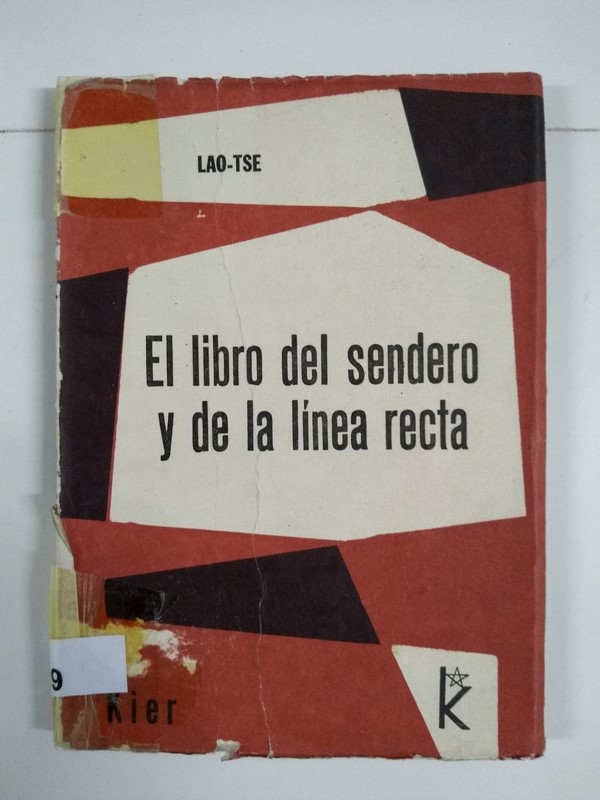 LAO-TSE
El libro del sendero
y de la línea recta
9
Kier
k